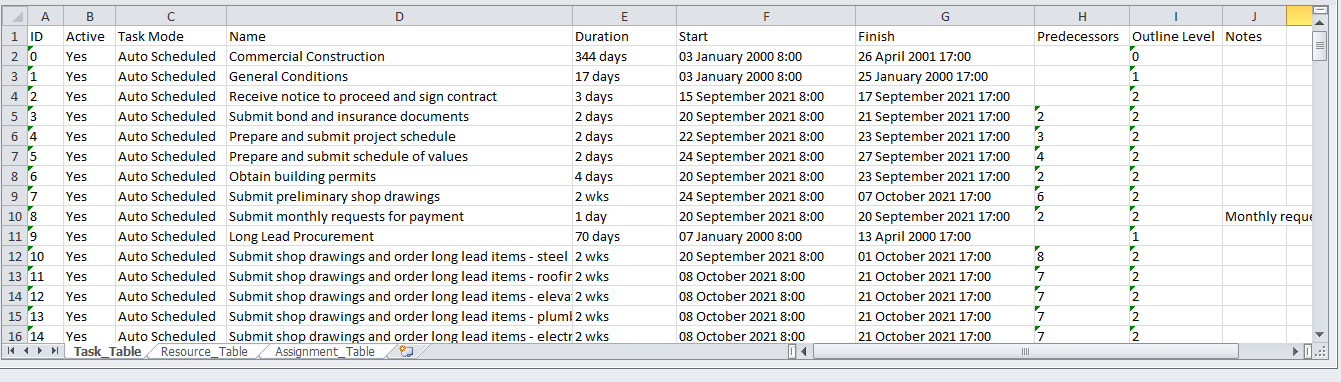 A B C D E F G H I J
1 ID Active Task Mode Name Duration Start Finish Predecessors Outline Level Notes
2 0 Yes Auto Scheduled Commercial Construction 344 days 03 January 2000 8:00 26 April 2001 17:00 0
3 1 Yes Auto Scheduled General Conditions 17 days 03 January 2000 8:00 25 January 2000 17:00 1
4 2 Yes Auto Scheduled Receive notice to proceed and sign contract 3 days 15 September 2021 8:00 17 September 2021 17:00 2
5 3 Yes Auto Scheduled Submit bond and insurance documents 2 days 20 September 2021 8:00 21 September 2021 17:00 2 2
6 4 Yes Auto Scheduled Prepare and submit project schedule 2 days 22 September 2021 8:00 23 September 2021 17:00 3 2
7 5 Yes Auto Scheduled Prepare and submit schedule of values 2 days 24 September 2021 8:00 27 September 2021 17:00 4 2
8 6 Yes Auto Scheduled Obtain building permits 4 days 20 September 2021 8:00 23 September 2021 17:00 2 2
9 7 Yes Auto Scheduled Submit preliminary shop drawings 2 wks 24 September 2021 8:00 07 October 2021 17:00 6 2
10 8 Yes Auto Scheduled Submit monthly requests for payment 1 day 20 September 2021 8:00 20 September 2021 17:00 2 2 Monthly reque
11 9 Yes Auto Scheduled Long Lead Procurement 70 days 07 January 2000 8:00 13 April 2000 17:00 1
12 10 Yes Auto Scheduled Submit shop drawings and order long lead items - steel 2 wks 20 September 2021 8:00 01 October 2021 17:00 8 2
13 11 Yes Auto Scheduled Submit shop drawings and order long lead items - roofin 2 wks 08 October 2021 8:00 21 October 2021 17:00 7 2
14 12 Yes Auto Scheduled Submit shop drawings and order long lead items - eleva 2 wks 08 October 2021 8:00 21 October 2021 17:00 7 2
15 13 Yes Auto Scheduled Submit shop drawings and order long lead items - plum 2 wks 08 October 2021 8:00 21 October 2021 17:00 7 2
16 14 Yes Auto Scheduled Submit shop drawings and order long lead items - electr 2 wks 08 October 2021 8:00 21 October 2021 17:00 7 2
Task_Table Resource_Table Assignment_Table